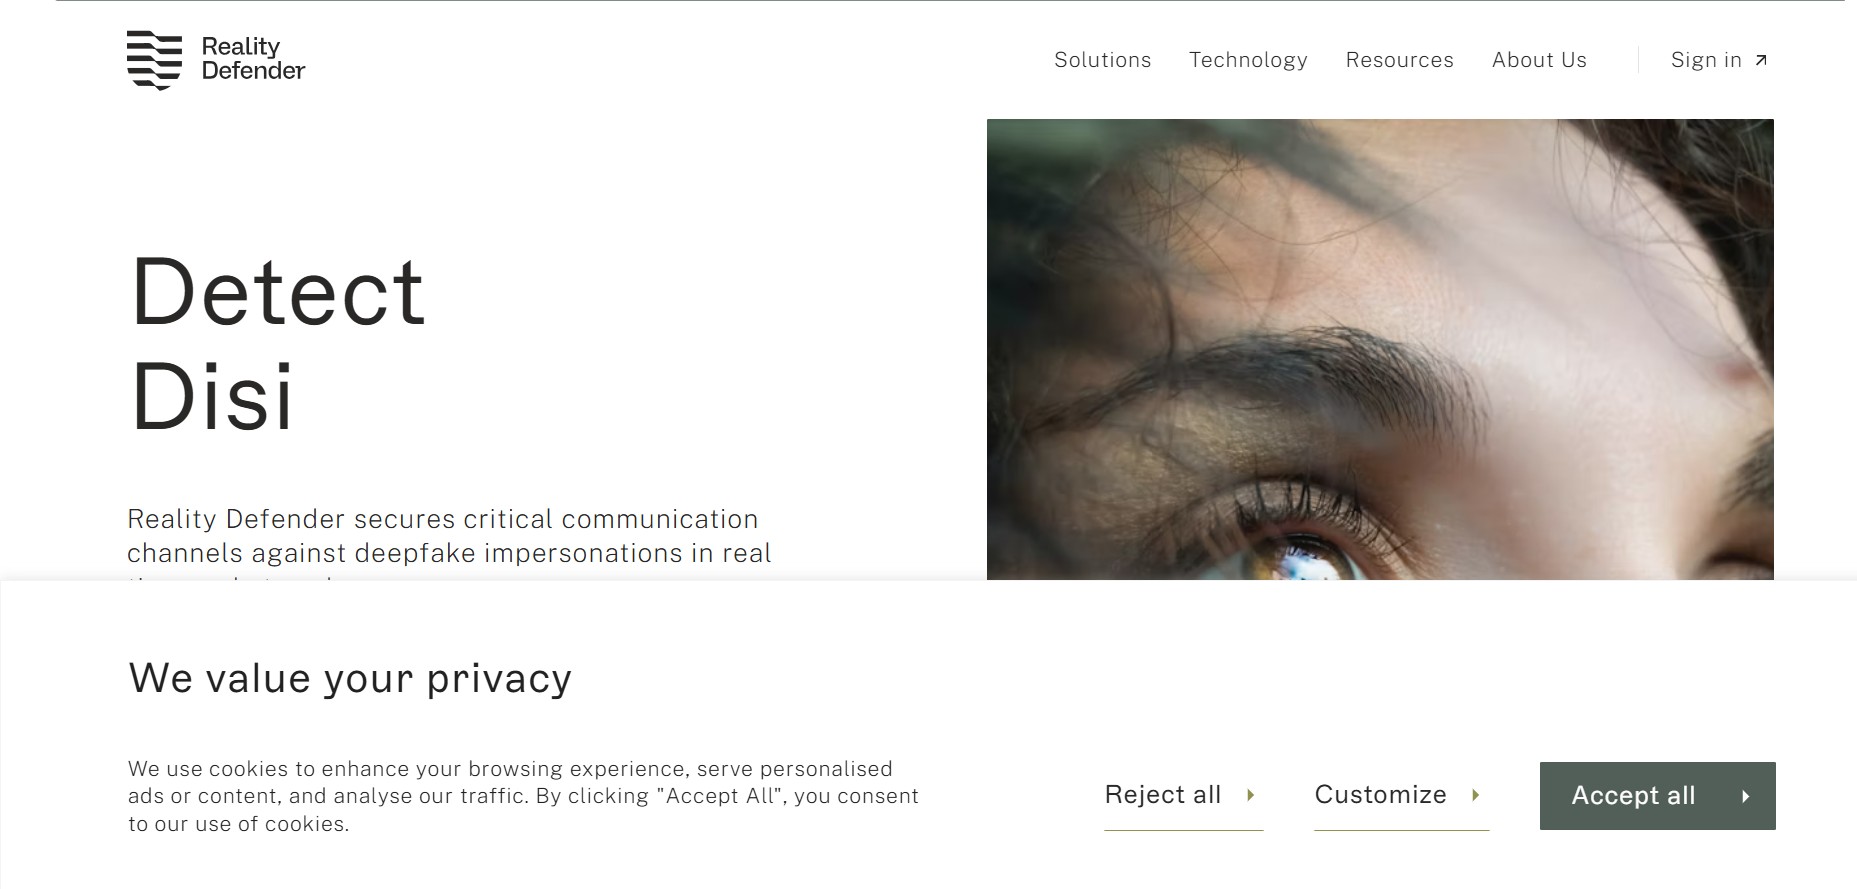 Reality
Defender
Solutions
Technology
Resources
About Us
Sign in
Detect
Disi
Reality Defender secures critical communication
channels against deepfake impersonations in real
We value your privacy
We use cookies to enhance your browsing experience, serve personalised
ads or content, and analyse our traffic. By clicking "Accept All", you consent
to our use of cookies.
Reject all
Customize
Accept all